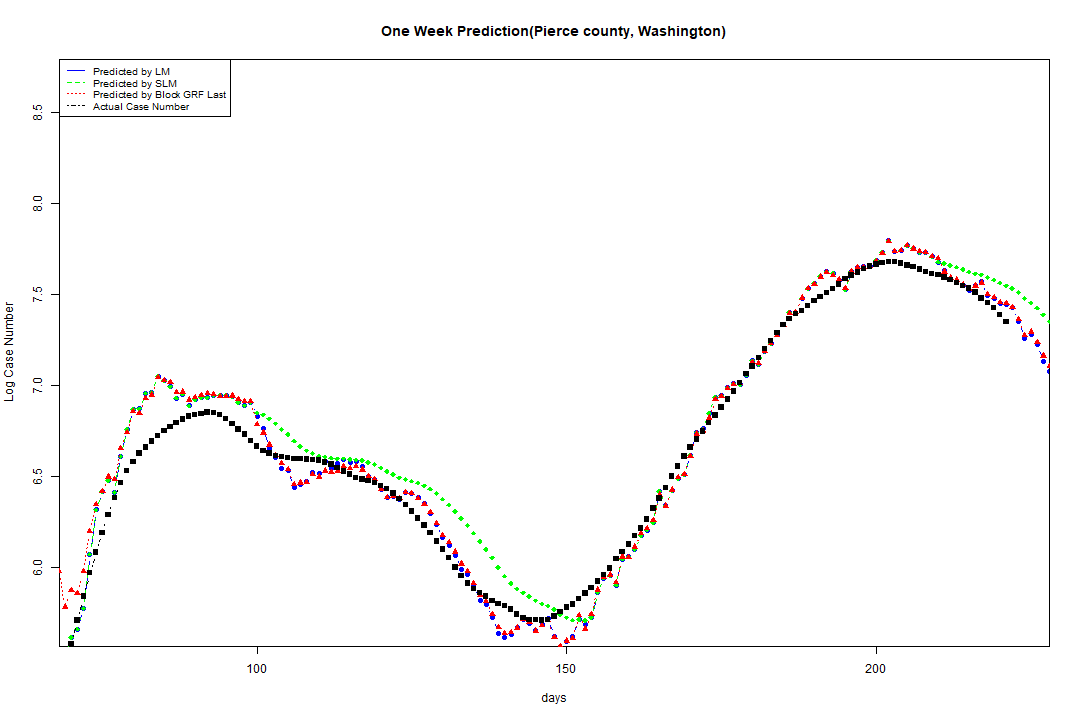 One Week Prediction(Pierce county, Washington)
Predicted by LM
Predicted by SLM
Predicted by Block GRF Last
Actual Case Number
8.5
8.0
7.5
7.0
6.5
6.0
Log Case Number
100 150 200
days